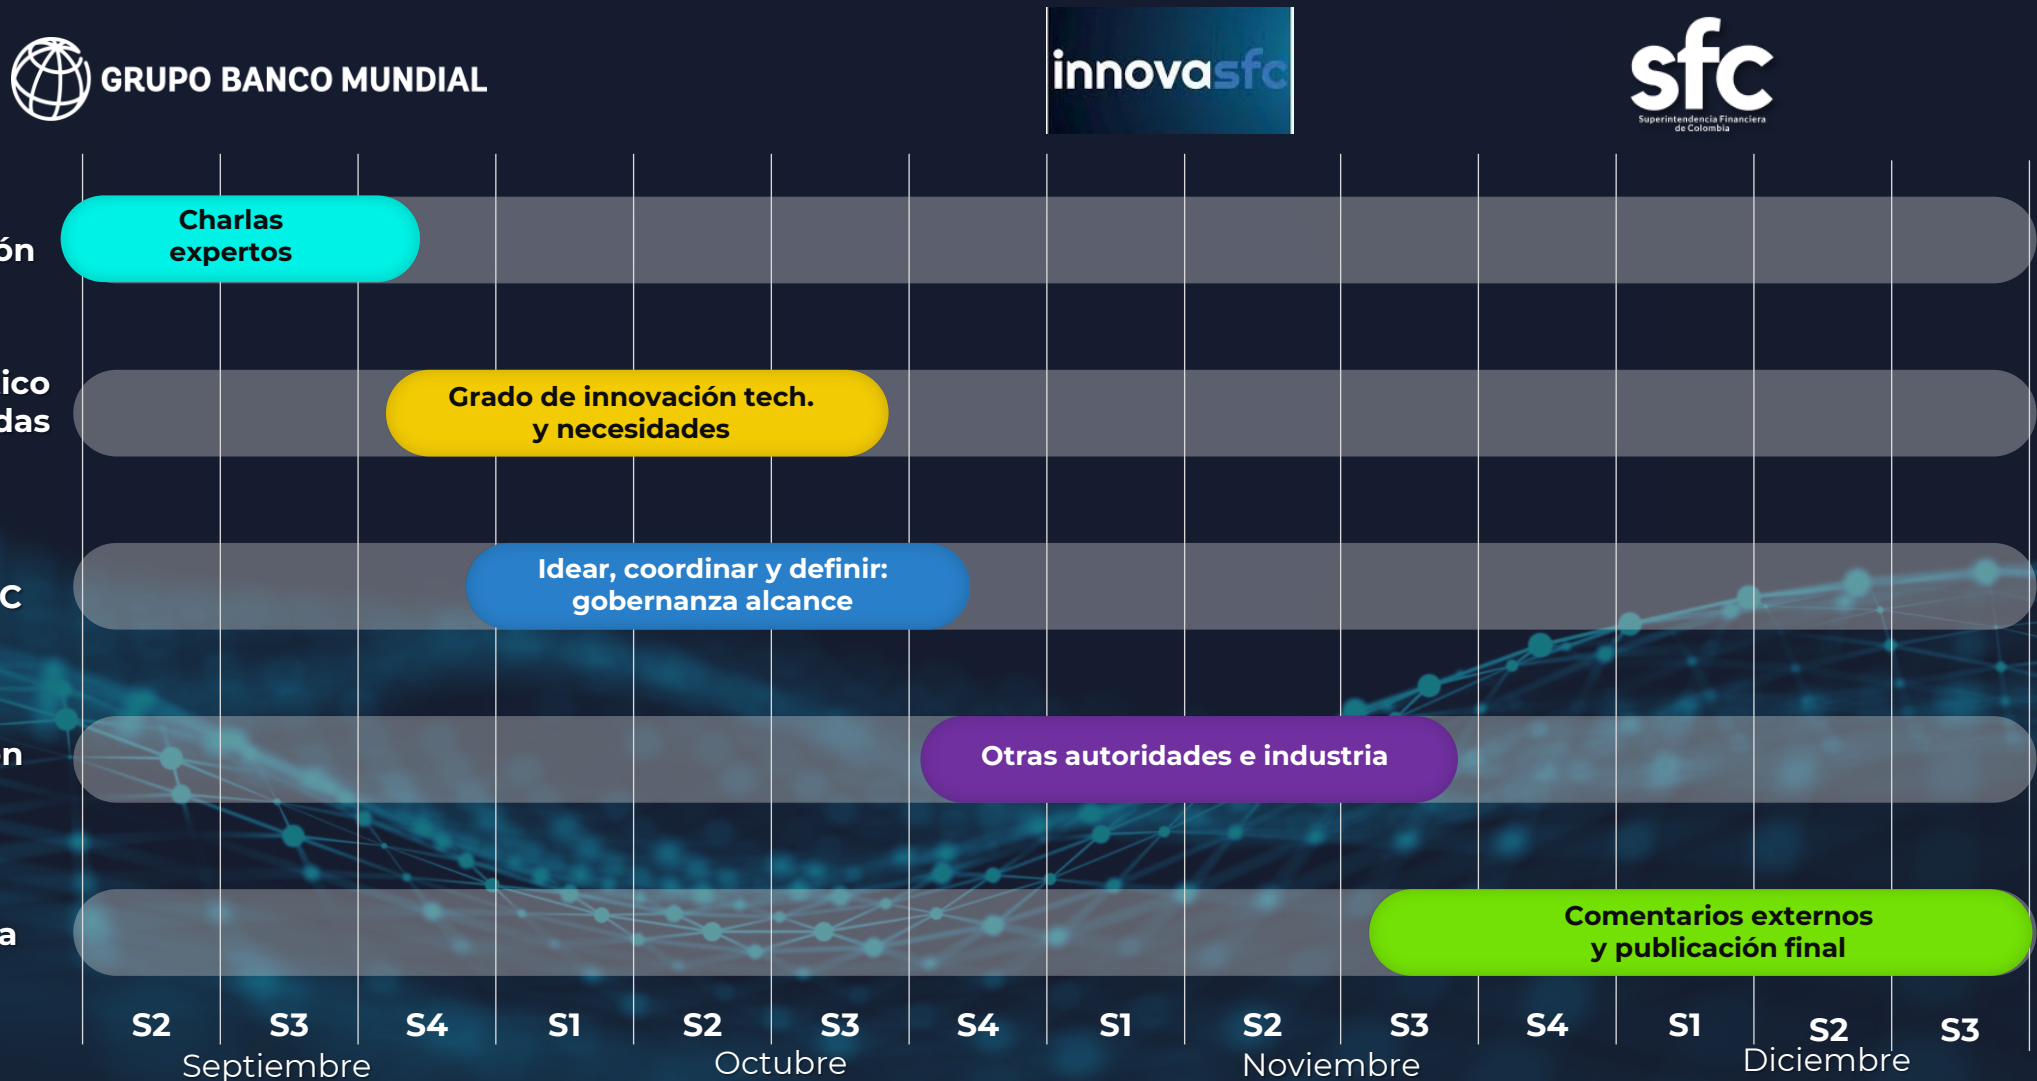 GRUPO BANCO MUNDIAL
innovasfc
sfc
Superintendencia Financiera
de Colombia
Charlas
expertos
ón
Grado de innovación tech.
y necesidades
ico
das
Idear, coordinar y definir:
gobernanza alcance
C
Otras autoridades e industria
ón
Comentarios externos
y publicación final
a
S2 S3 S4 S1 S2 S3 S4 S1 S2 S3 S4 S1 S2 S3
Septiembre Octubre Noviembre Diciembre